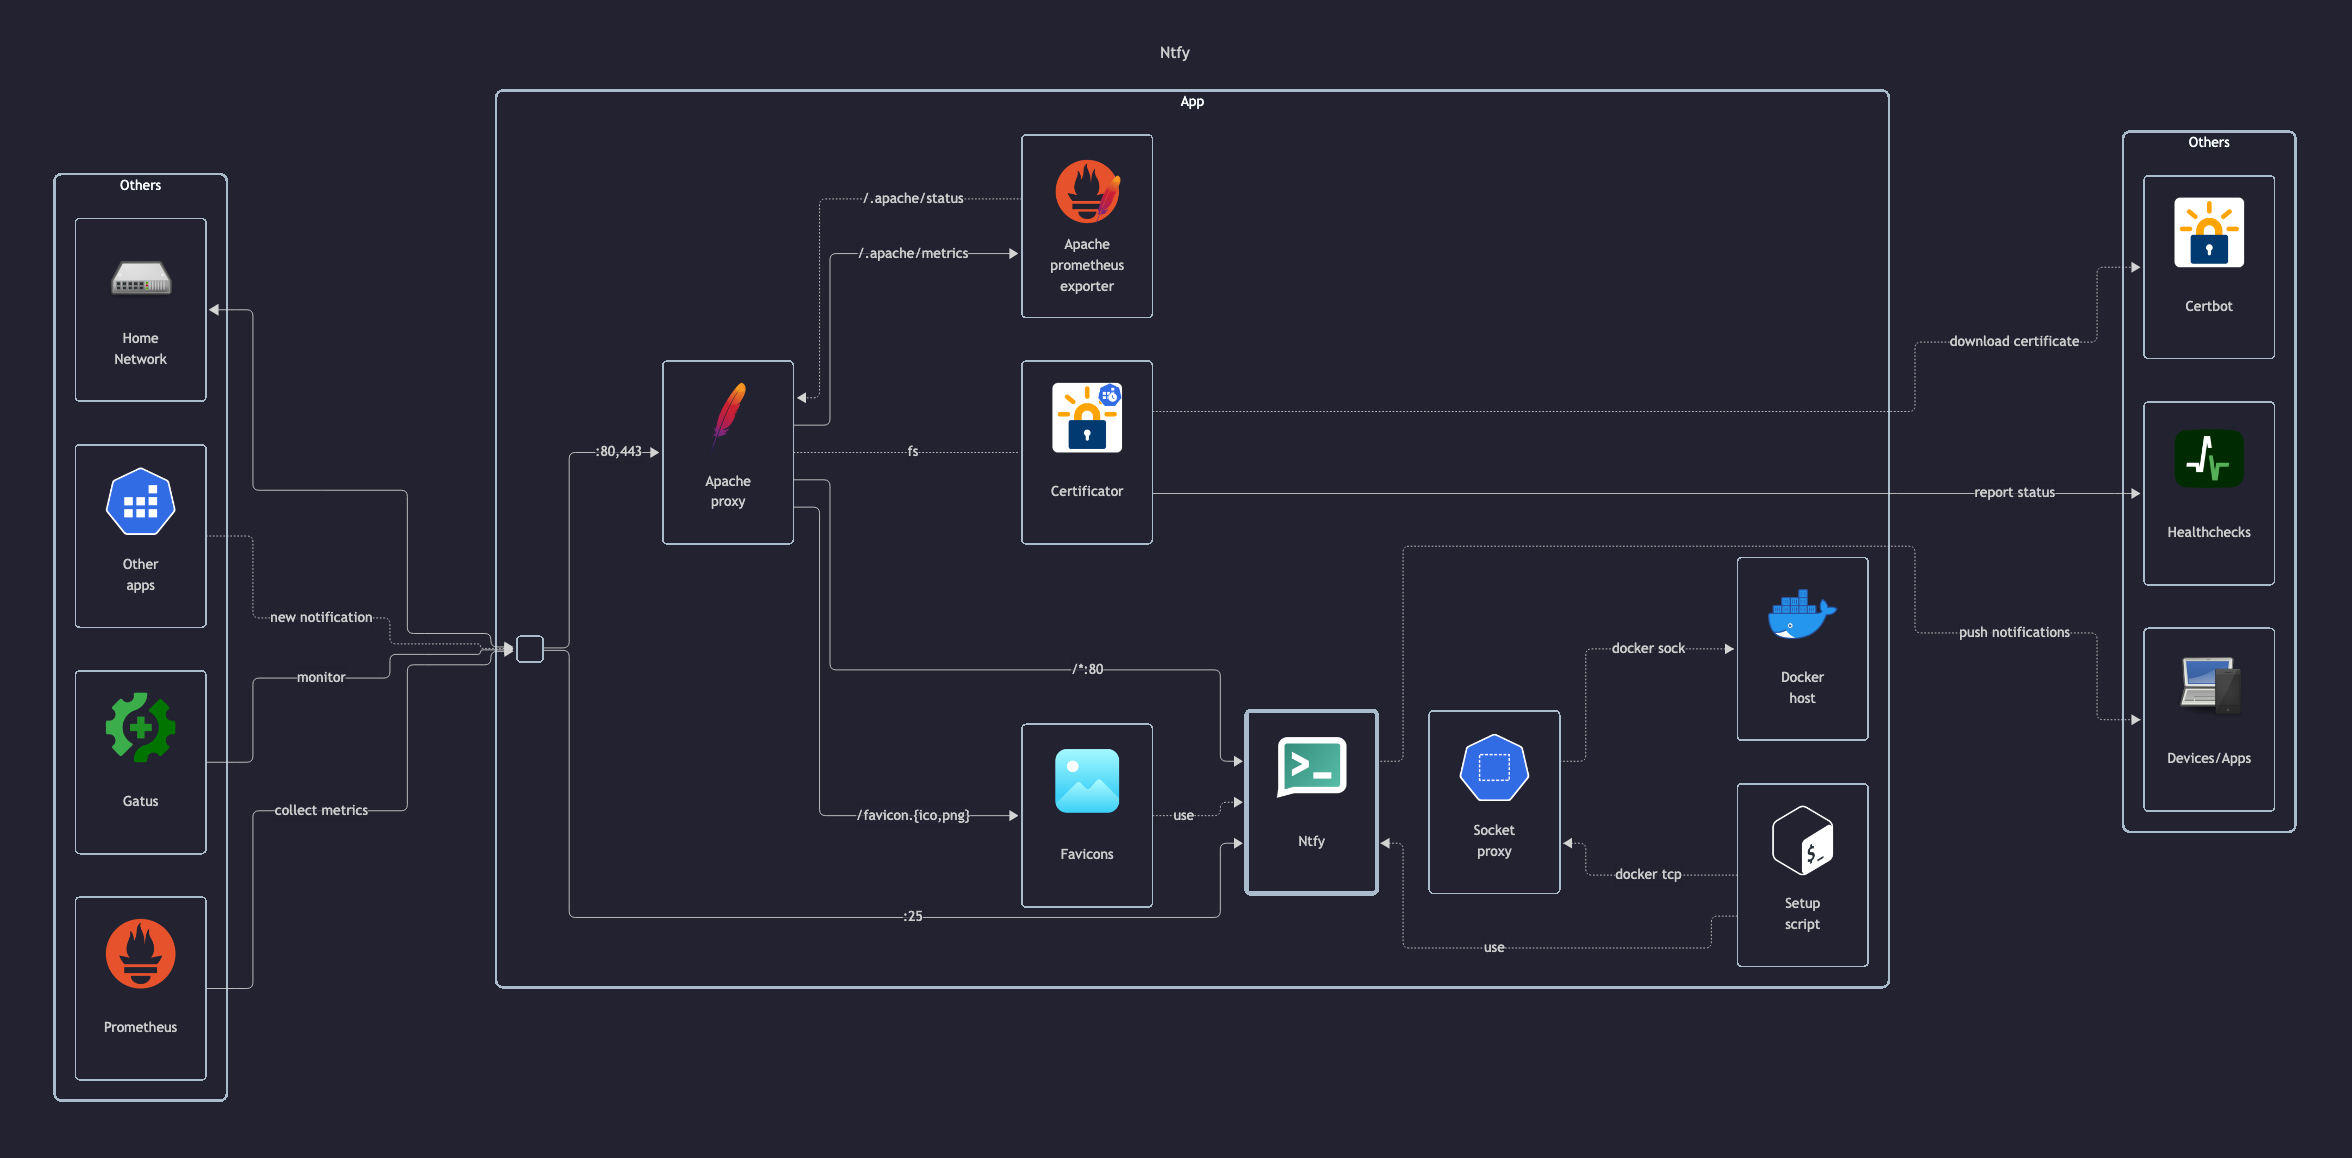 Ntfy
Others
Home
Network
Other
apps
Gatus
Prometheus
new notification
monitor
collect metrics
App
:80,443
Apache
proxy
/.apache/status
/.apache/metrics
fs
/*:80
/favicon.{ico,png}
:25
Apache
prometheus
exporter
Certificator
Favicons
use
>_
Ntfy
Socket
proxy
docker sock
docker tcp
use
Docker
host
$_
Setup
script
download certificate
report status
push notifications
Others
Certbot
Healthchecks
Devices/Apps